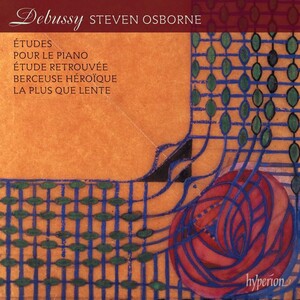 Debussy STEVEN OSBORNE
ÉTUDES
POUR LE PIANO
ÉTUDE RETROUVÉE
BERCEUSE HÉROÏQUE
LA PLUS QUE LENTE
hyperion